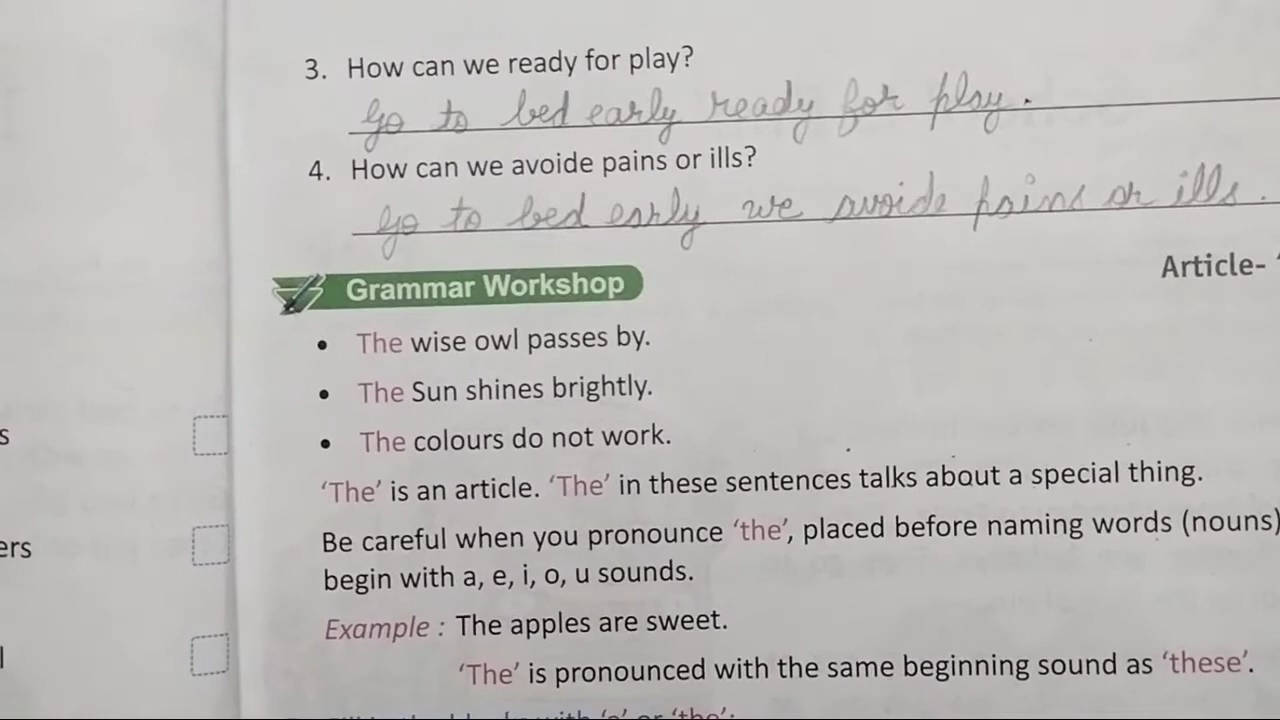 3. How can we ready for play?
Go to bed early ready for play.
4. How can we avoide pains or ills?
Go to bed early we avoide pains or ills.
Article- '
Grammar Workshop
• The wise owl passes by.
• The Sun shines brightly.
• The colours do not work.
s
'The' is an article. 'The' in these sentences talks about a special thing.
Be careful when you pronounce 'the', placed before naming words (nouns)
ers
begin with a, e, i, o, u sounds.
Example : The apples are sweet.
l
'The' is pronounced with the same beginning sound as 'these'.
with 'a' or 'the':